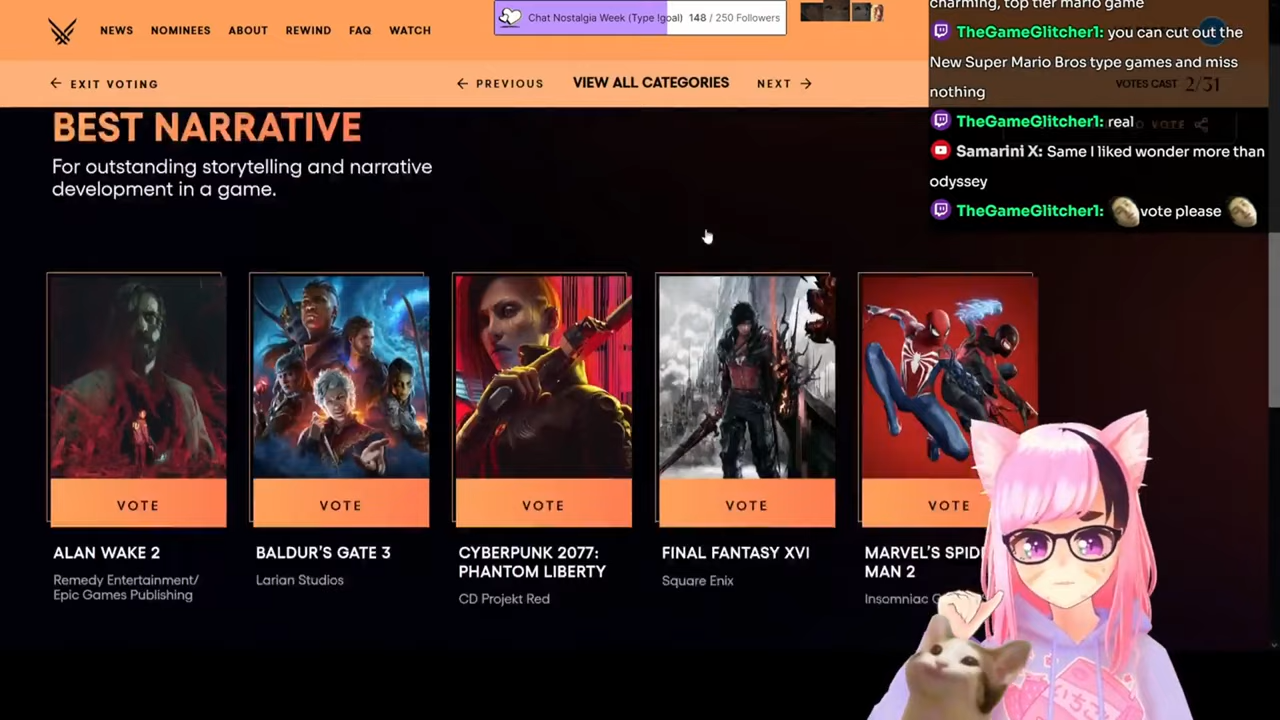 Chat Nostalgia Week (Type !goal) 148 / 250 Followers
NEWS NOMINEES ABOUT REWIND FAQ WATCH
← EXIT VOTING
← PREVIOUS VIEW ALL CATEGORIES NEXT →
VOTES CAST 2/31
charming, top tier mario game
TheGameGlitcher1: you can cut out the
New Super Mario Bros type games and miss
nothing
TheGameGlitcher1: real
Samarini X: Same I liked wonder more than
odyssey
TheGameGlitcher1: vote please
VOTE
BEST NARRATIVE
For outstanding storytelling and narrative
development in a game.
VOTE VOTE VOTE VOTE VOTE
ALAN WAKE 2
Remedy Entertainment/
Epic Games Publishing
BALDUR'S GATE 3
Larian Studios
CYBERPUNK 2077:
PHANTOM LIBERTY
CD Projekt Red
FINAL FANTASY XVI
Square Enix
MARVEL'S SPID
MAN 2
Insomniac G